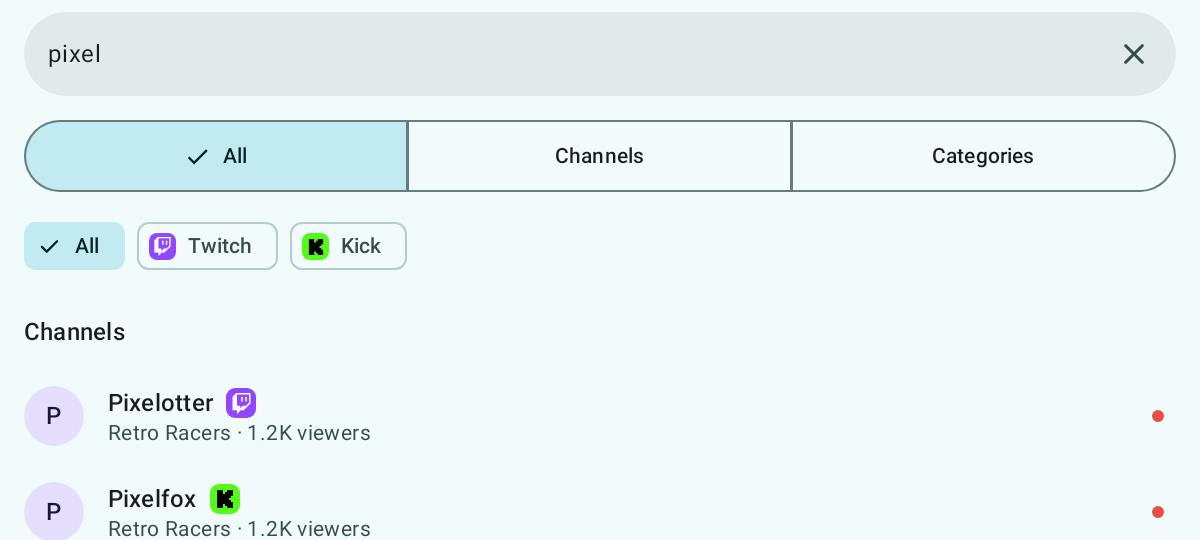 pixel
All
Channels
Categories
All
Twitch
Kick
Channels
P
Pixelotter
Retro Racers · 1.2K viewers
P
Pixelfox
Retro Racers · 1.2K viewers